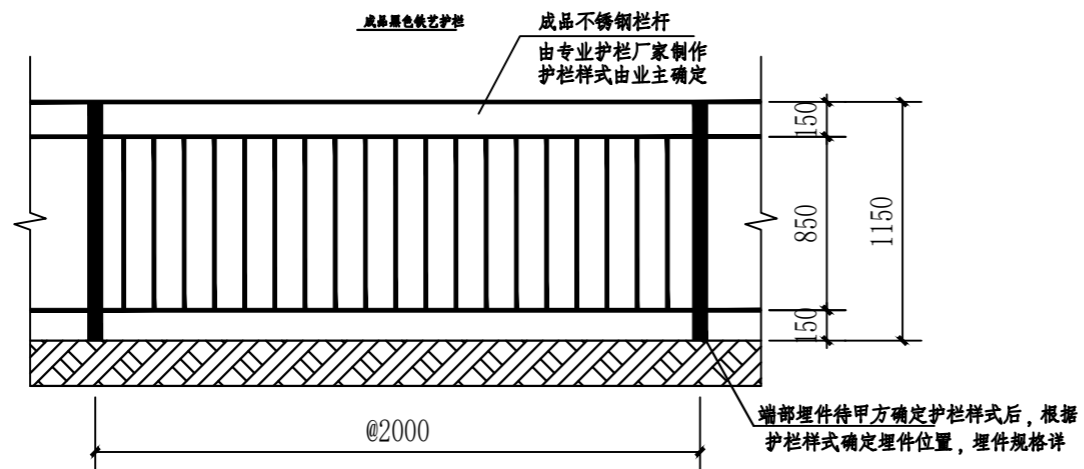 成品黑色铁艺护栏
成品不锈钢栏杆
由专业护栏厂家制作
护栏样式由业主确定
150
850
1150
150
@2000
端部埋件待甲方确定护栏样式后，根据
护栏样式确定埋件位置，埋件规格详